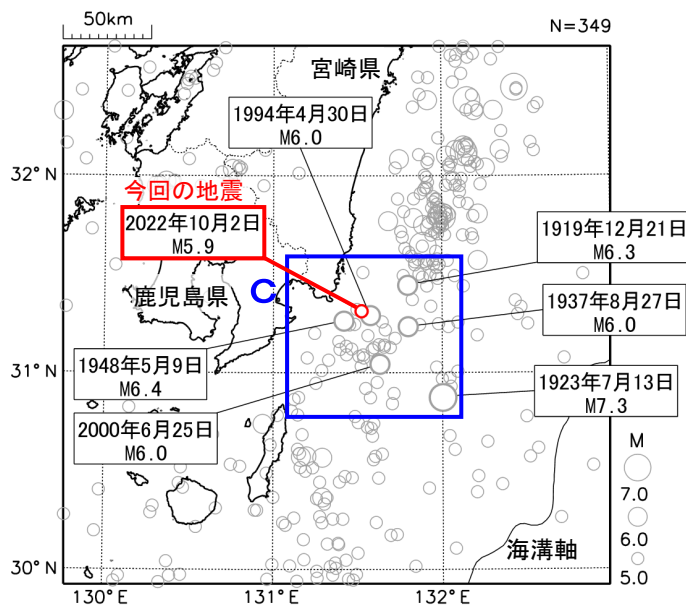 50km
N=349
宮崎県
1994年4月30日
M6.0
32°N
今回の地震
2022年10月2日
M5.9
1919年12月21日
M6.3
C
鹿児島県
1937年8月27日
M6.0
31°N
1948年5月9日
M6.4
1923年7月13日
M7.3
2000年6月25日
M6.0
M
7.0
6.0
5.0
海溝軸
30°N
130°E
131°E
132°E